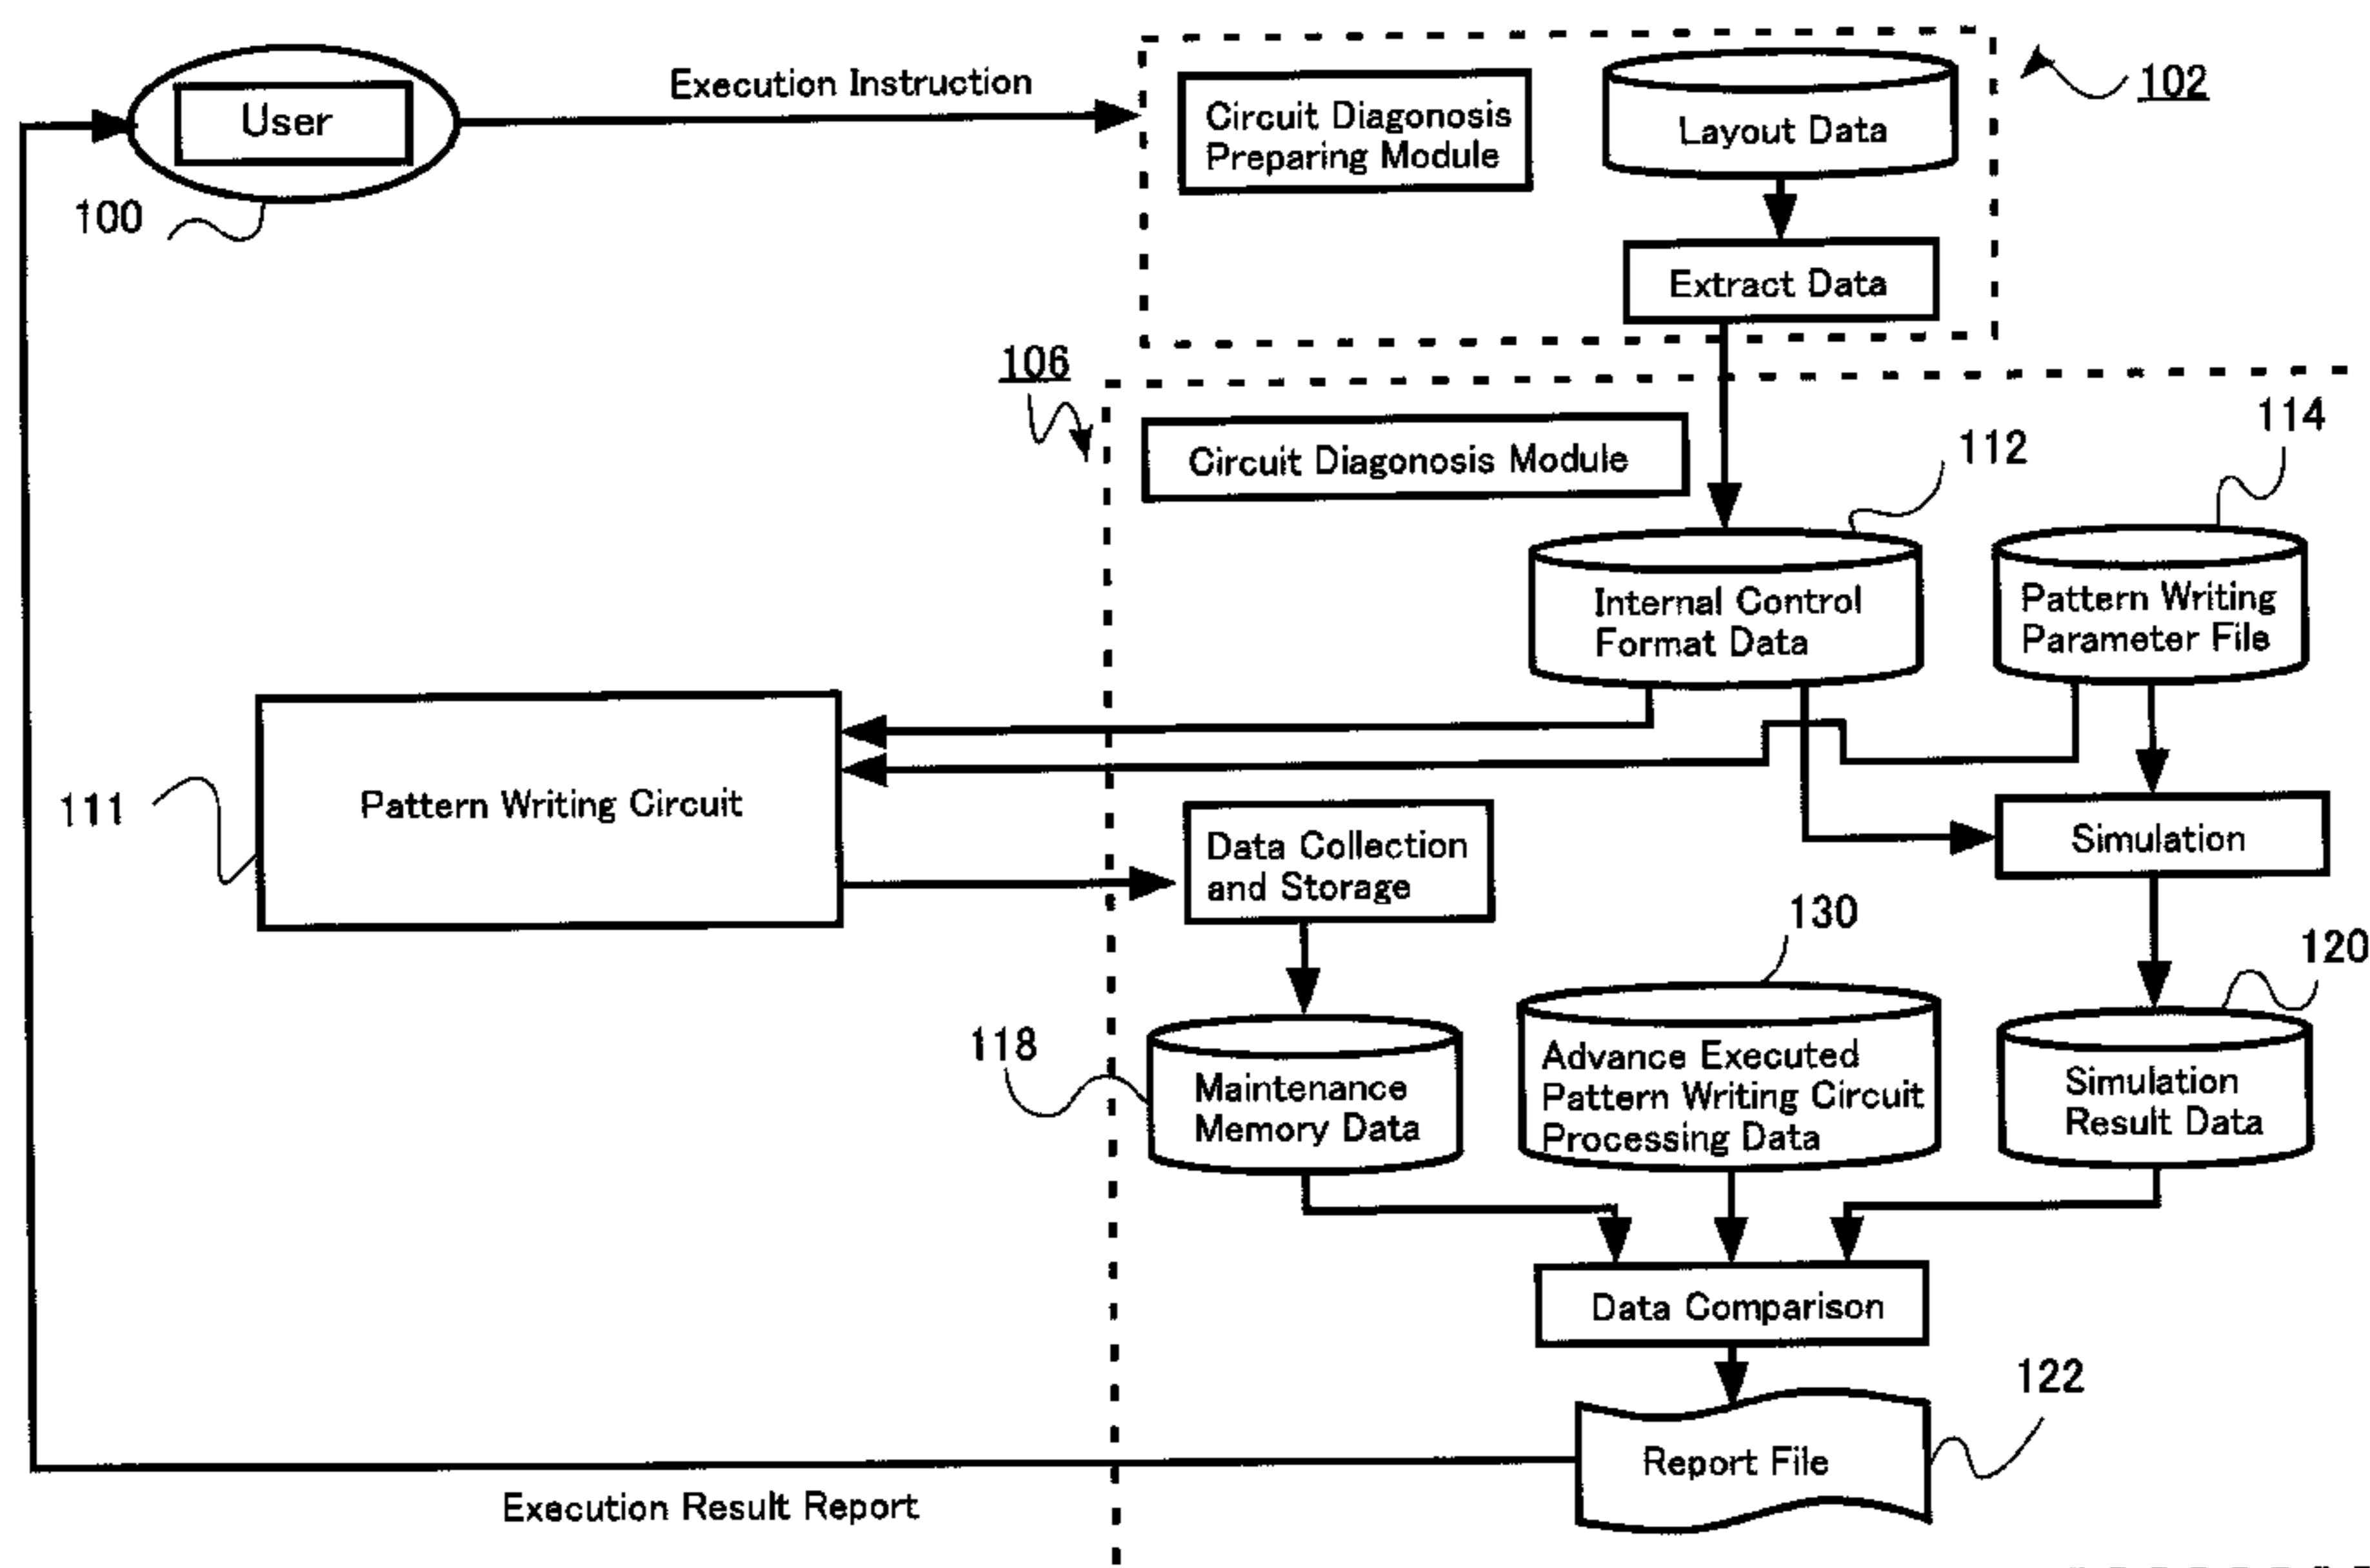 User
100
Execution Instruction
Circuit Diagonosis
Preparing Module
Layout Data
102
Extract Data
106
Circuit Diagonosis Module
112
114
Internal Control
Format Data
Pattern Writing
Parameter File
111
Pattern Writing Circuit
Data Collection
and Storage
Simulation
130
120
118
Maintenance
Memory Data
Advance Executed
Pattern Writing Circuit
Processing Data
Simulation
Result Data
Data Comparison
122
Report File
Execution Result Report